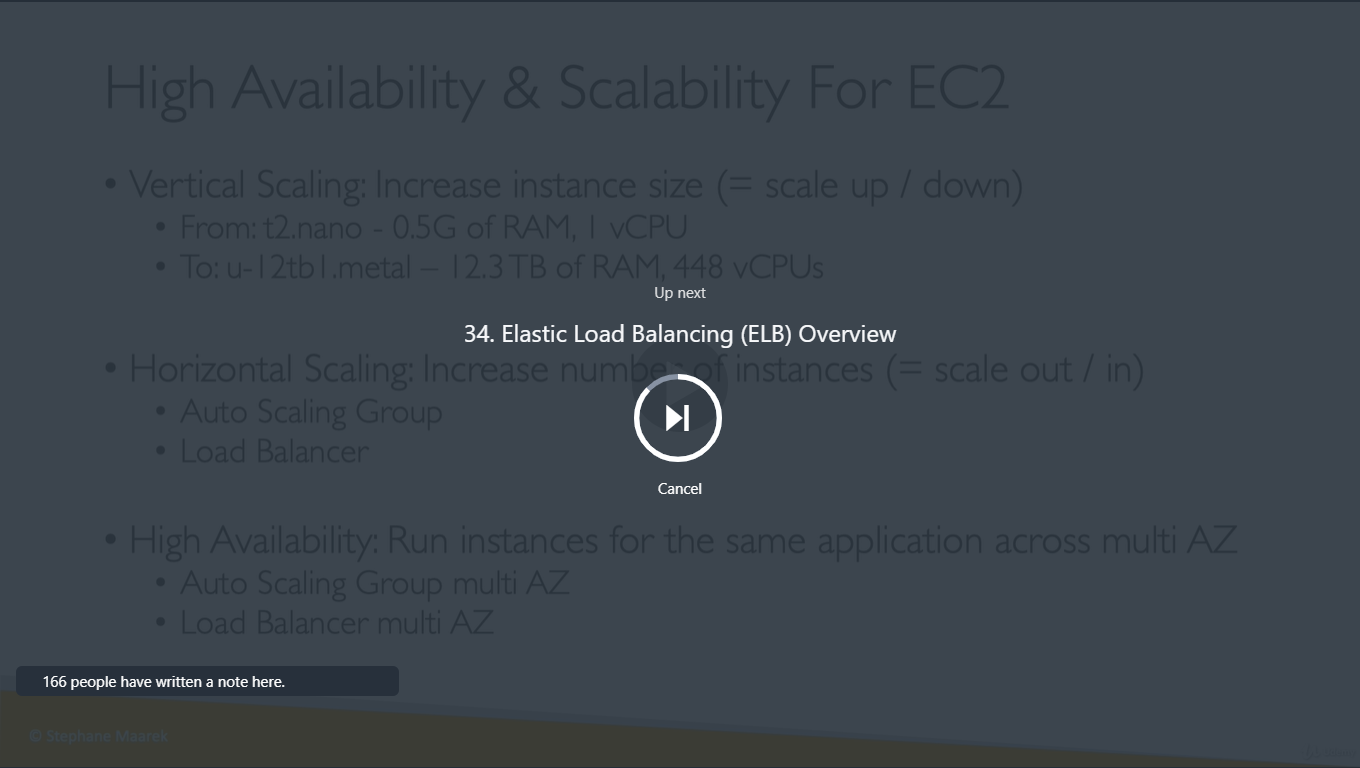 High Availability & Scalability For EC2
• Vertical Scaling: Increase instance size (= scale up / down)
• From: t2.nano - 0.5G of RAM, 1 vCPU
• To: u-12tb1.metal – 12.3 TB of RAM, 448 vCPUs
Up next
34. Elastic Load Balancing (ELB) Overview
• Horizontal Scaling: Increase number of instances (= scale out / in)
• Auto Scaling Group
• Load Balancer
Cancel
• High Availability: Run instances for the same application across multi AZ
• Auto Scaling Group multi AZ
• Load Balancer multi AZ
166 people have written a note here.
© Stephane Maarek